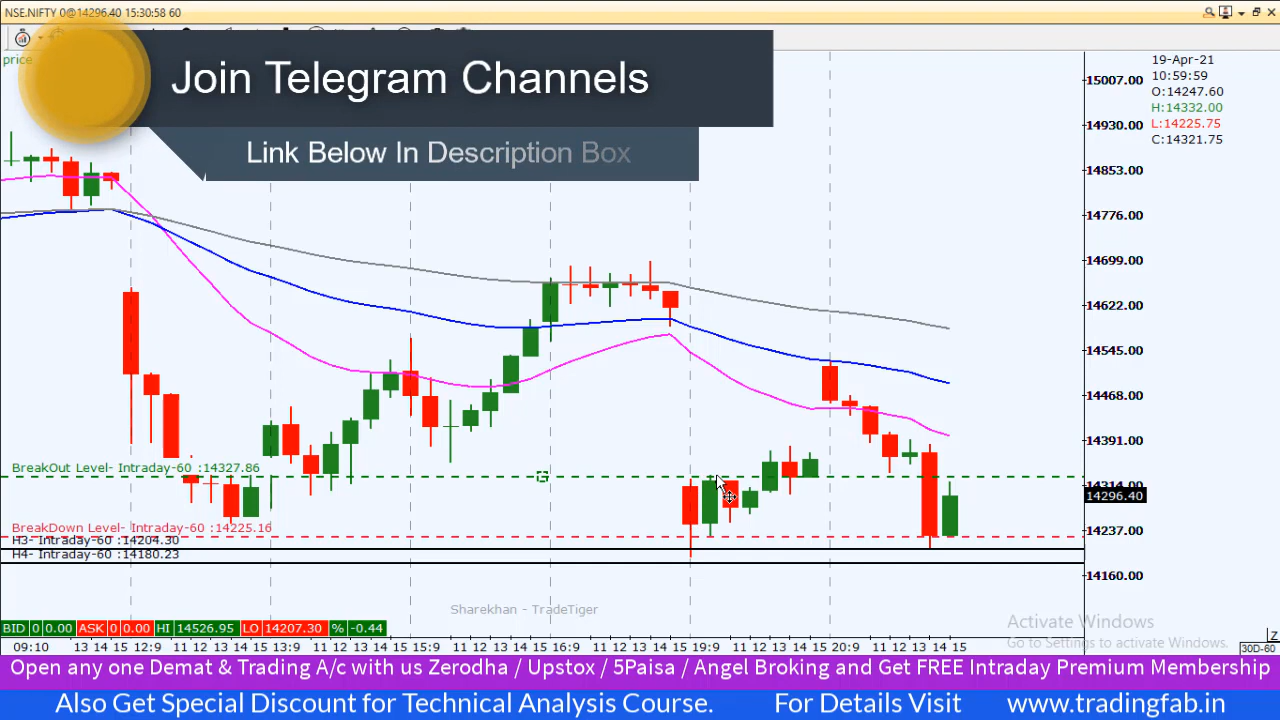 NSE.NIFTY 0@14296.40 15:30:58 60
price
Join Telegram Channels
Link Below In Description Box
19-Apr-21
10:59:59
O:14247.60
H:14332.00
L:14225.75
C:14321.75
15007.00
14930.00
14853.00
14776.00
14699.00
14622.00
14545.00
14468.00
14391.00
14314.00
14296.40
14237.00
14160.00
BreakOut Level- Intraday-60 :14327.86
BreakDown Level- Intraday-60 :14225.16
H3- Intraday-60 :14204.30
H4- Intraday-60 :14180.23
Sharekhan - TradeTiger
Activate Windows
Go to Settings to activate Windows.
BID 0 0.00 ASK 0 0.00 HI 14526.95 LO 14207.30 % -0.44
Z
09:10 13 14 15 12:9 11 12 13 14 15 13:9 11 12 13 14 15 15:9 11 12 13 14 15 16:9 11 12 13 14 15 19:9 11 12 13 14 15 20:9 11 12 13 14 15
30D-60
Open any one Demat & Trading A/c with us Zerodha / Upstox / 5Paisa / Angel Broking and Get FREE Intraday Premium Membership
Also Get Special Discount for Technical Analysis Course. For Details Visit www.tradingfab.in